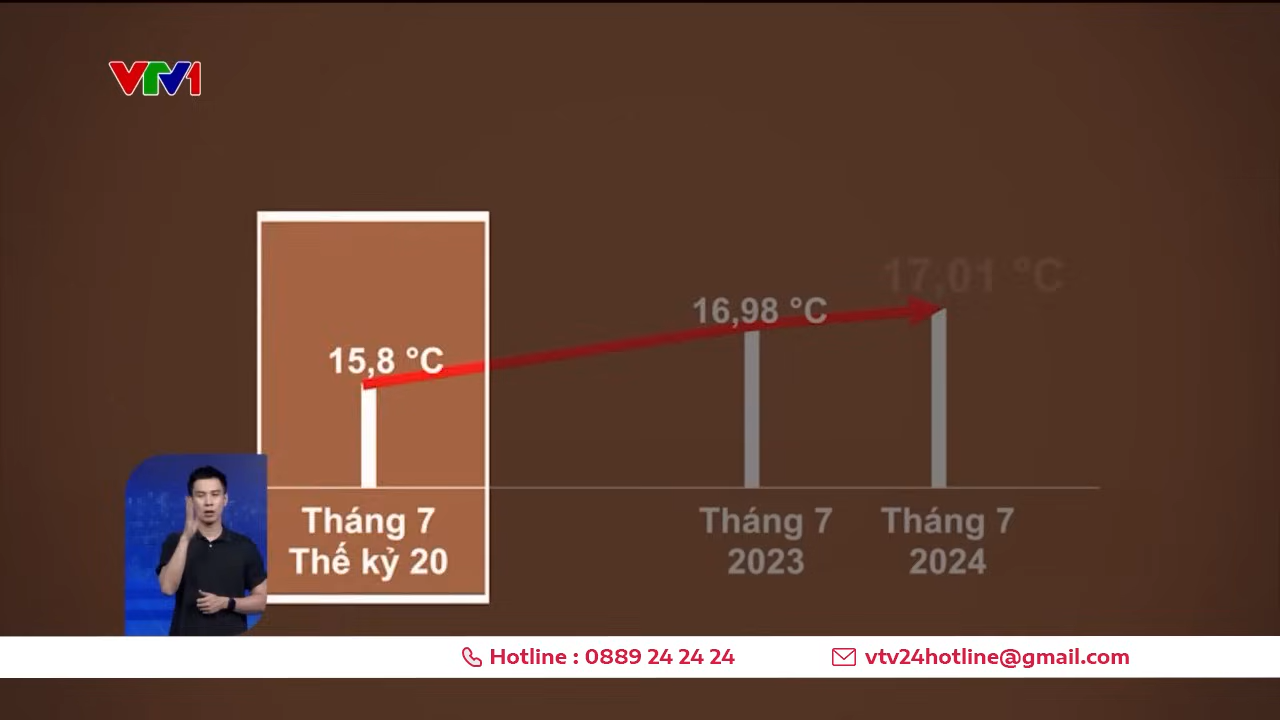 VTV1
17,01 °C
16,98 °C
15,8 °C
Tháng 7
Thế kỷ 20
Tháng 7
2023
Tháng 7
2024
Hotline : 0889 24 24 24
vtv24hotline@gmail.com